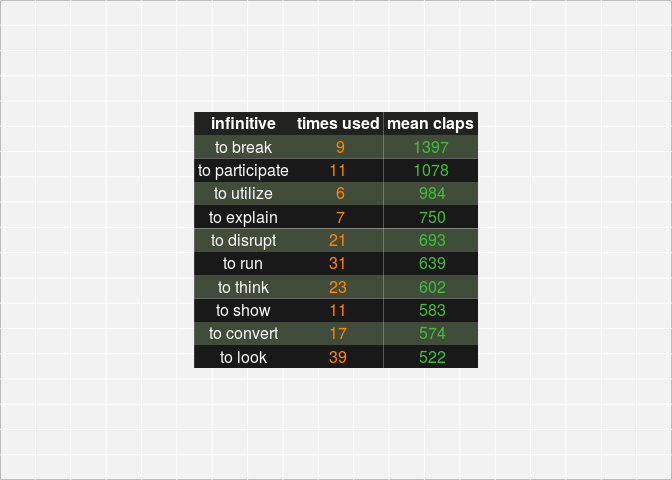 infinitive times used mean claps
to break 9 1397
to participate 11 1078
to utilize 6 984
to explain 7 750
to disrupt 21 693
to run 31 639
to think 23 602
to show 11 583
to convert 17 574
to look 39 522